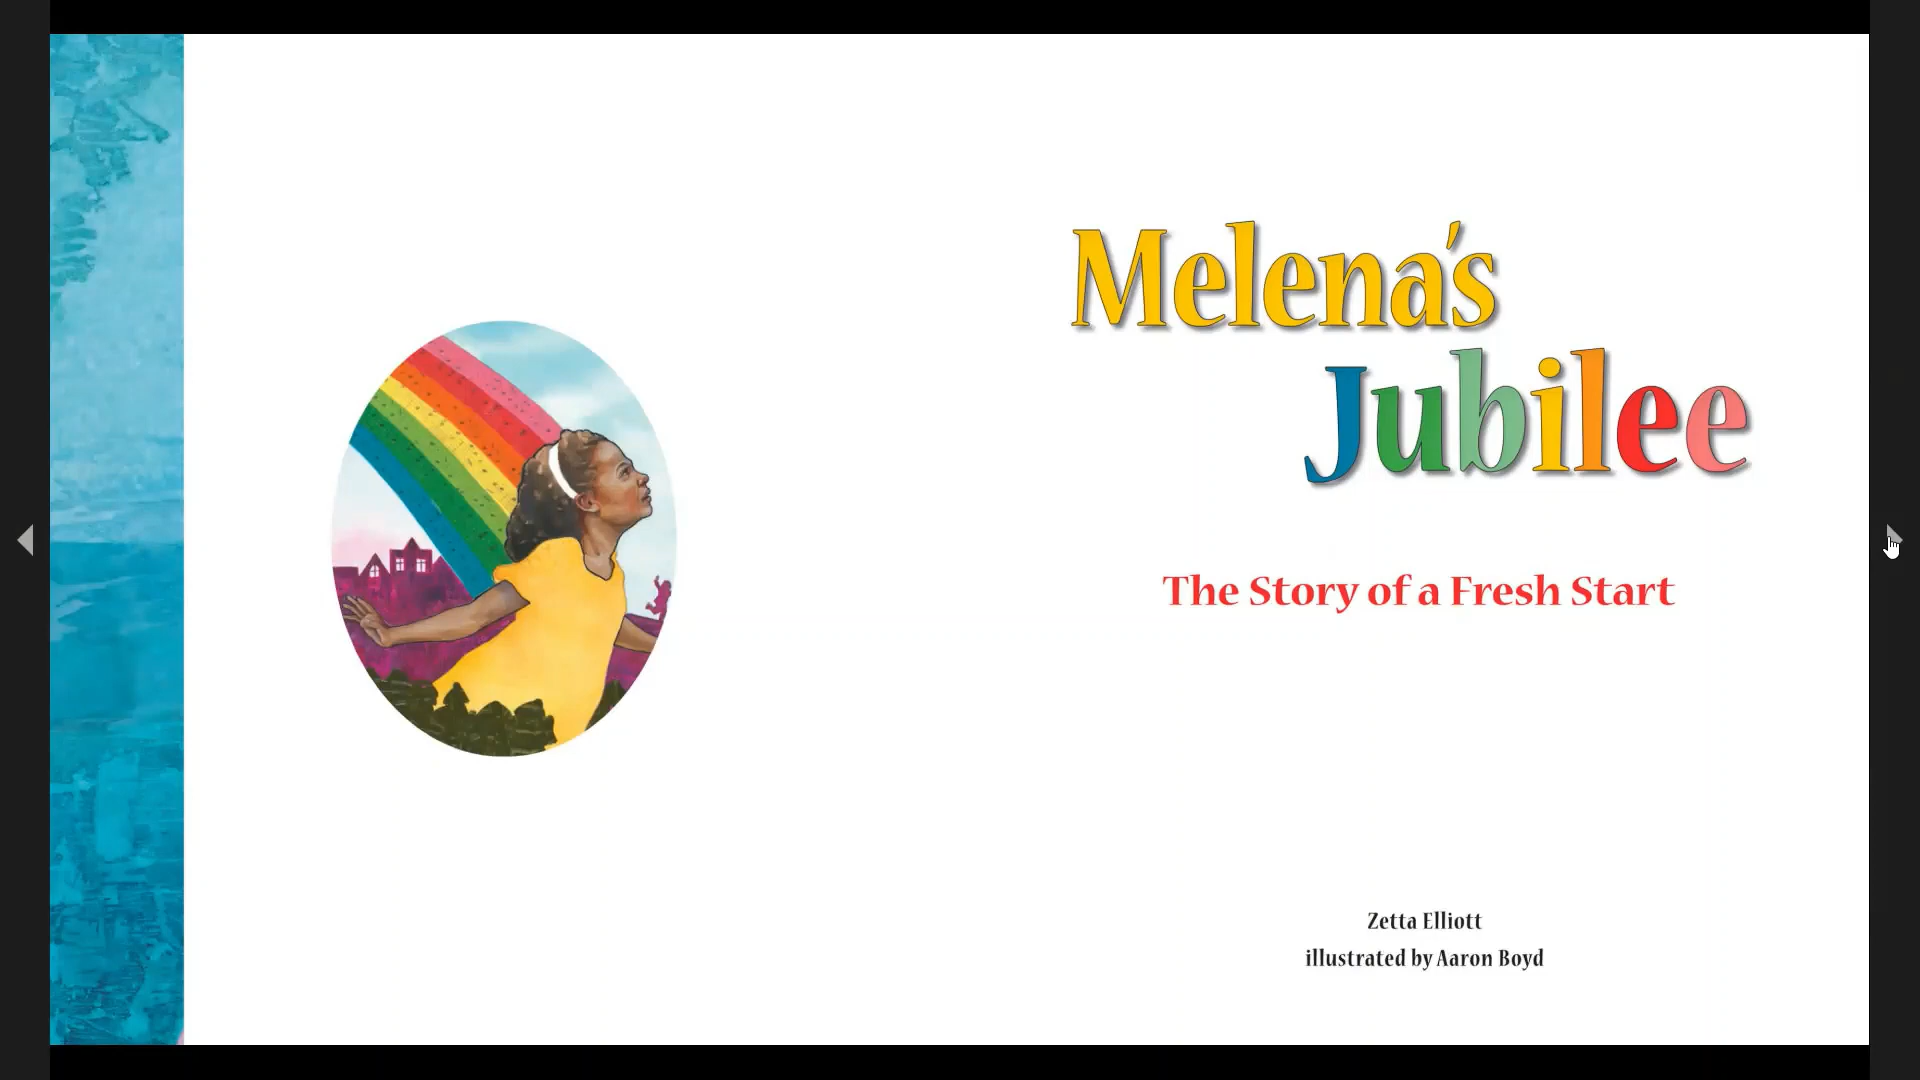 Melena's
Jubilee
The Story of a Fresh Start
Zetta Elliott
illustrated by Aaron Boyd